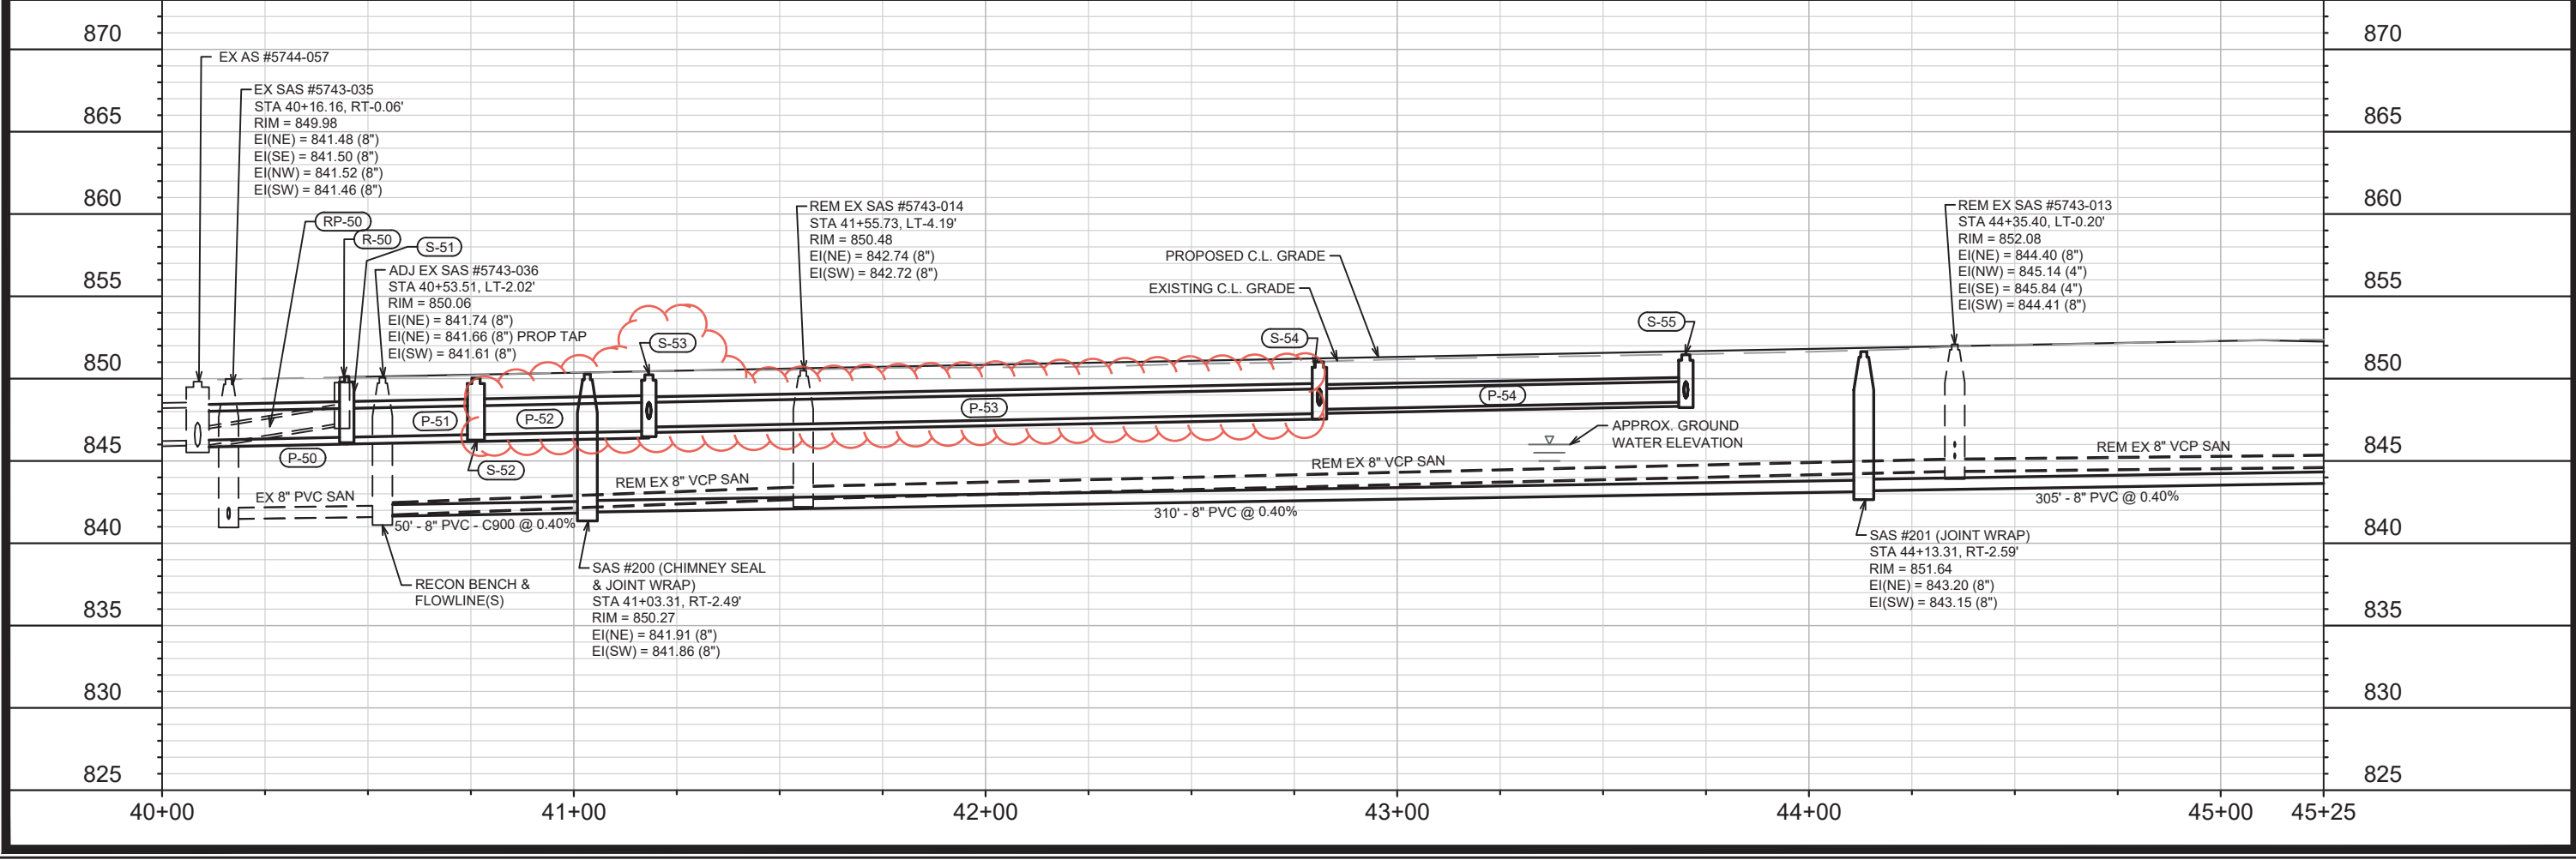 870
865
860
855
850
845
840
835
830
825
EX AS #5744-057
EX SAS #5743-035
STA 40+16.16, RT-0.06'
RIM = 849.98
EI(NE) = 841.48 (8")
EI(SE) = 841.50 (8")
EI(NW) = 841.52 (8")
EI(SW) = 841.46 (8")
RP-50
R-50
S-51
ADJ EX SAS #5743-036
STA 40+53.51, LT-2.02'
RIM = 850.06
EI(NE) = 841.74 (8")
EI(NE) = 841.66 (8") PROP TAP
EI(SW) = 841.61 (8")
S-53
P-51
P-52
P-50
S-52
EX 8" PVC SAN
REM EX 8" VCP SAN
50' - 8" PVC - C900 @ 0.40%
RECON BENCH &
FLOWLINE(S)
SAS #200 (CHIMNEY SEAL
& JOINT WRAP)
STA 41+03.31, RT-2.49'
RIM = 850.27
EI(NE) = 841.91 (8")
EI(SW) = 841.86 (8")
REM EX SAS #5743-014
STA 41+55.73, LT-4.19'
RIM = 850.48
EI(NE) = 842.74 (8")
EI(SW) = 842.72 (8")
PROPOSED C.L. GRADE
EXISTING C.L. GRADE
S-54
P-53
P-54
S-55
APPROX. GROUND
WATER ELEVATION
REM EX 8" VCP SAN
310' - 8" PVC @ 0.40%
REM EX SAS #5743-013
STA 44+35.40, LT-0.20'
RIM = 852.08
EI(NE) = 844.40 (8")
EI(NW) = 845.14 (4")
EI(SE) = 845.84 (4")
EI(SW) = 844.41 (8")
REM EX 8" VCP SAN
305' - 8" PVC @ 0.40%
SAS #201 (JOINT WRAP)
STA 44+13.31, RT-2.59'
RIM = 851.64
EI(NE) = 843.20 (8")
EI(SW) = 843.15 (8")
870
865
860
855
850
845
840
835
830
825
40+00
41+00
42+00
43+00
44+00
45+00
45+25